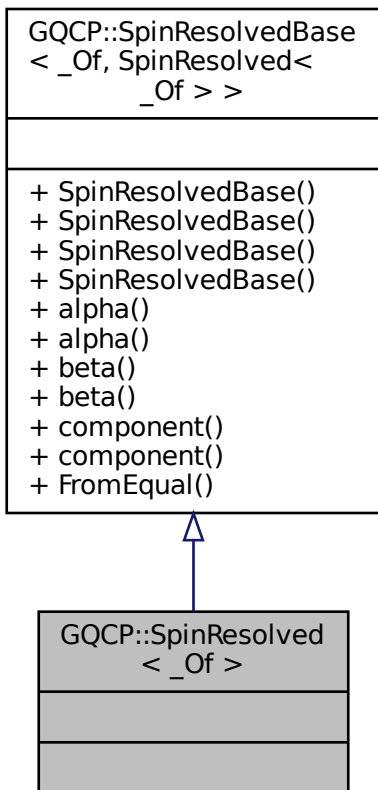 GQCP::SpinResolvedBase
< _Of, SpinResolved<
_Of > >
+ SpinResolvedBase()
+ SpinResolvedBase()
+ SpinResolvedBase()
+ SpinResolvedBase()
+ alpha()
+ alpha()
+ beta()
+ beta()
+ component()
+ component()
+ FromEqual()
GQCP::SpinResolved
< _Of >